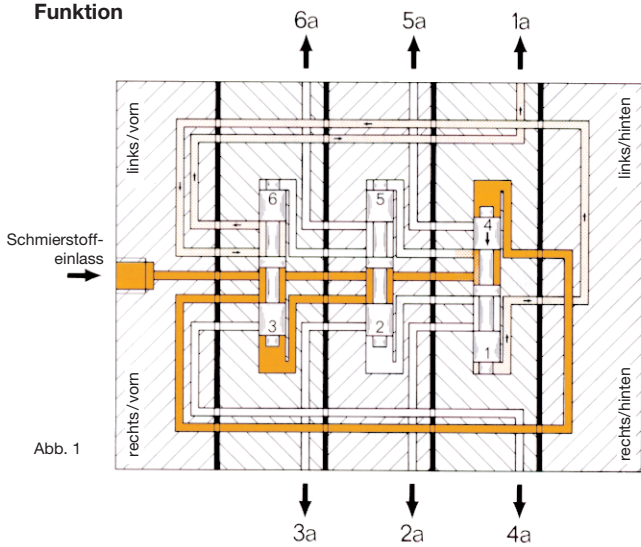 Funktion
6a
5a
1a
links/vorn
links/hinten
6
5
4
Schmierstoff-
einlass
3
2
1
rechts/vorn
rechts/hinten
Abb. 1
3a
2a
4a